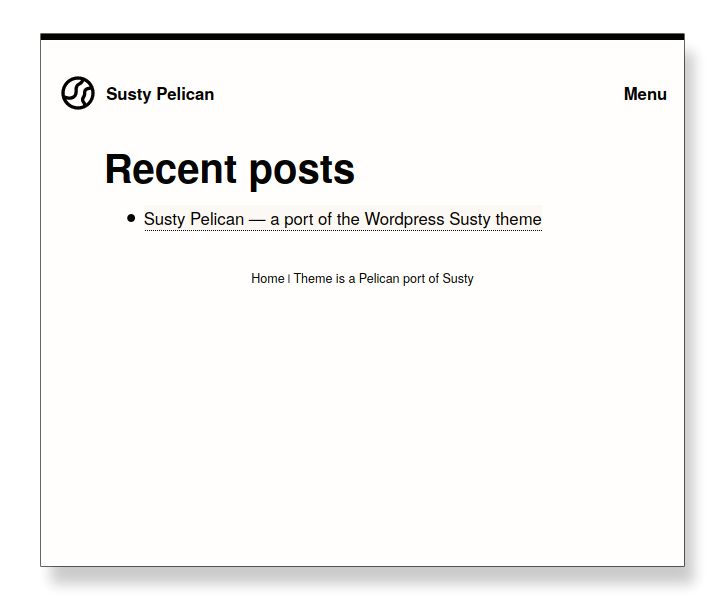 Susty Pelican
Menu
Recent posts
Susty Pelican — a port of the Wordpress Susty theme
Home | Theme is a Pelican port of Susty